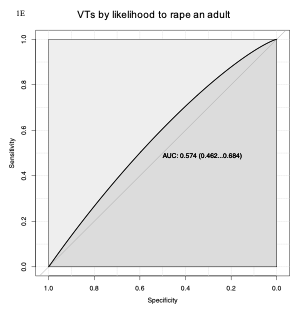 1E
VTs by likelihood to rape an adult
Sensitivity
1.0
0.8
0.6
0.4
0.2
0.0
AUC: 0.574 (0.462...0.684)
1.0 0.8 0.6 0.4 0.2 0.0
Specificity